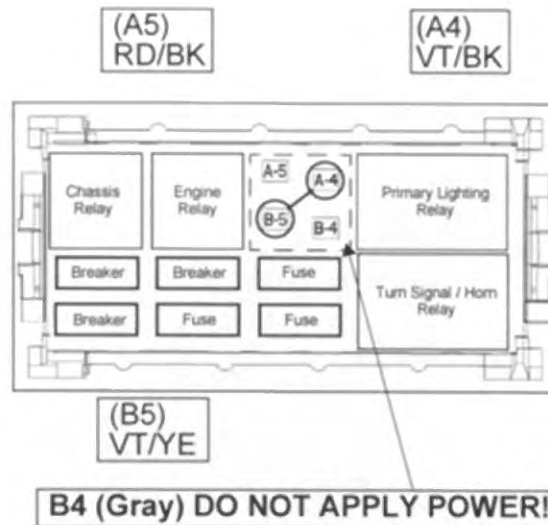 (A5)
RD/BK
(A4)
VT/BK
Chassis
Relay
Engine
Relay
A-5
A-4
B-5
B-4
Primary Lighting
Relay
Breaker
Breaker
Fuse
Turn Signal / Horn
Relay
Breaker
Fuse
Fuse
(B5)
VT/YE
B4 (Gray) DO NOT APPLY POWER!